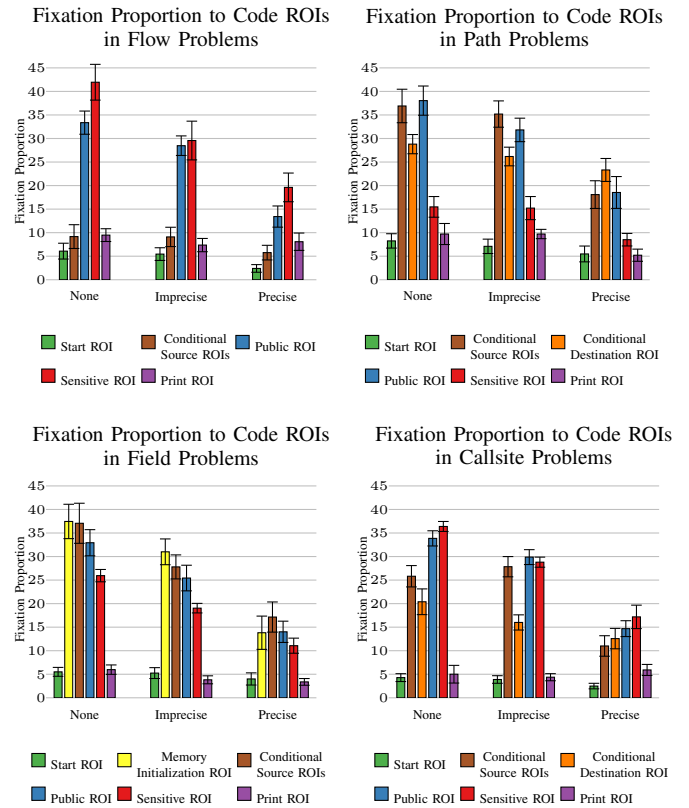 Fixation Proportion to Code ROIs
in Flow Problems
Fixation Proportion
45
40
35
30
25
20
15
10
5
0
None
Imprecise
Precise
Start ROI
Conditional
Source ROIs
Public ROI
Sensitive ROI
Print ROI
Fixation Proportion to Code ROIs
in Path Problems
Fixation Proportion
45
40
35
30
25
20
15
10
5
0
None
Imprecise
Precise
Start ROI
Conditional
Source ROIs
Conditional
Destination ROI
Public ROI
Sensitive ROI
Print ROI
Fixation Proportion to Code ROIs
in Field Problems
Fixation Proportion
45
40
35
30
25
20
15
10
5
0
None
Imprecise
Precise
Start ROI
Memory
Initialization ROI
Conditional
Source ROIs
Public ROI
Sensitive ROI
Print ROI
Fixation Proportion to Code ROIs
in Callsite Problems
Fixation Proportion
45
40
35
30
25
20
15
10
5
0
None
Imprecise
Precise
Start ROI
Conditional
Source ROIs
Conditional
Destination ROI
Public ROI
Sensitive ROI
Print ROI